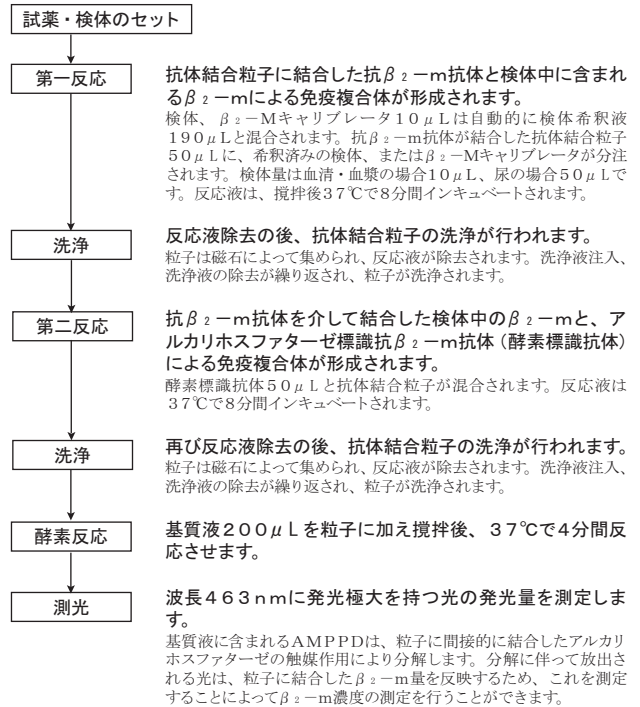 試薬・検体のセット
第一反応
抗体結合粒子に結合した抗β₂－m抗体と検体中に含まれ
るβ₂－mによる免疫複合体が形成されます。
検体、β₂－Mキャリブレータ１０μLは自動的に検体希釈液
１９０μLと混合されます。抗β₂－m抗体が結合した抗体結合粒子
５０μLに、希釈済みの検体、またはβ₂－Mキャリブレータが分注
されます。検体量は血清・血漿の場合１０μL、尿の場合５０μLで
す。反応液は、撹拌後３７℃で８分間インキュベートされます。
洗浄
反応液除去の後、抗体結合粒子の洗浄が行われます。
粒子は磁石によって集められ、反応液が除去されます。洗浄液注入、
洗浄液の除去が繰り返され、粒子が洗浄されます。
第二反応
抗β₂－m抗体を介して結合した検体中のβ₂－mと、ア
ルカリホスファターゼ標識抗β₂－m抗体（酵素標識抗体）
による免疫複合体が形成されます。
酵素標識抗体５０μLと抗体結合粒子が混合されます。反応液は
３７℃で８分間インキュベートされます。
洗浄
再び反応液除去の後、抗体結合粒子の洗浄が行われます。
粒子は磁石によって集められ、反応液が除去されます。洗浄液注入、
洗浄液の除去が繰り返され、粒子が洗浄されます。
酵素反応
基質液２００μLを粒子に加え撹拌後、３７℃で４分間反
応させます。
測光
波長４６３nmに発光極大を持つ光の発光量を測定しま
す。
基質液に含まれるAMPPDは、粒子に間接的に結合したアルカリ
ホスファターゼの触媒作用により分解します。分解に伴って放出さ
れる光は、粒子に結合したβ₂－m量を反映するため、これを測定
することによってβ₂－m濃度の測定を行うことができます。